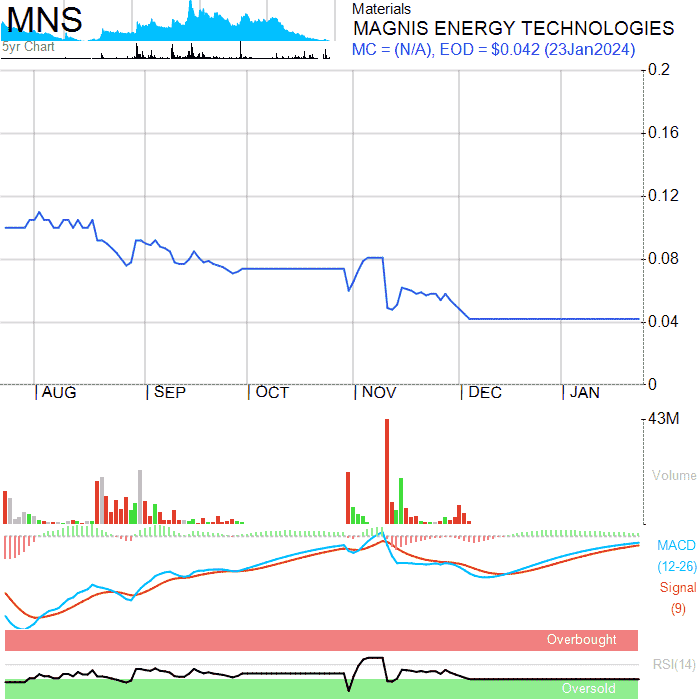 MNS
5yr Chart
Materials
MAGNIS ENERGY TECHNOLOGIES
MC = (N/A), EOD = $0.042 (23Jan2024)
0.2
0.16
0.12
0.08
0.04
0
AUG SEP OCT NOV DEC JAN
43M
Volume
MACD
(12-26)
Signal
(9)
Overbought
RSI(14)
Oversold